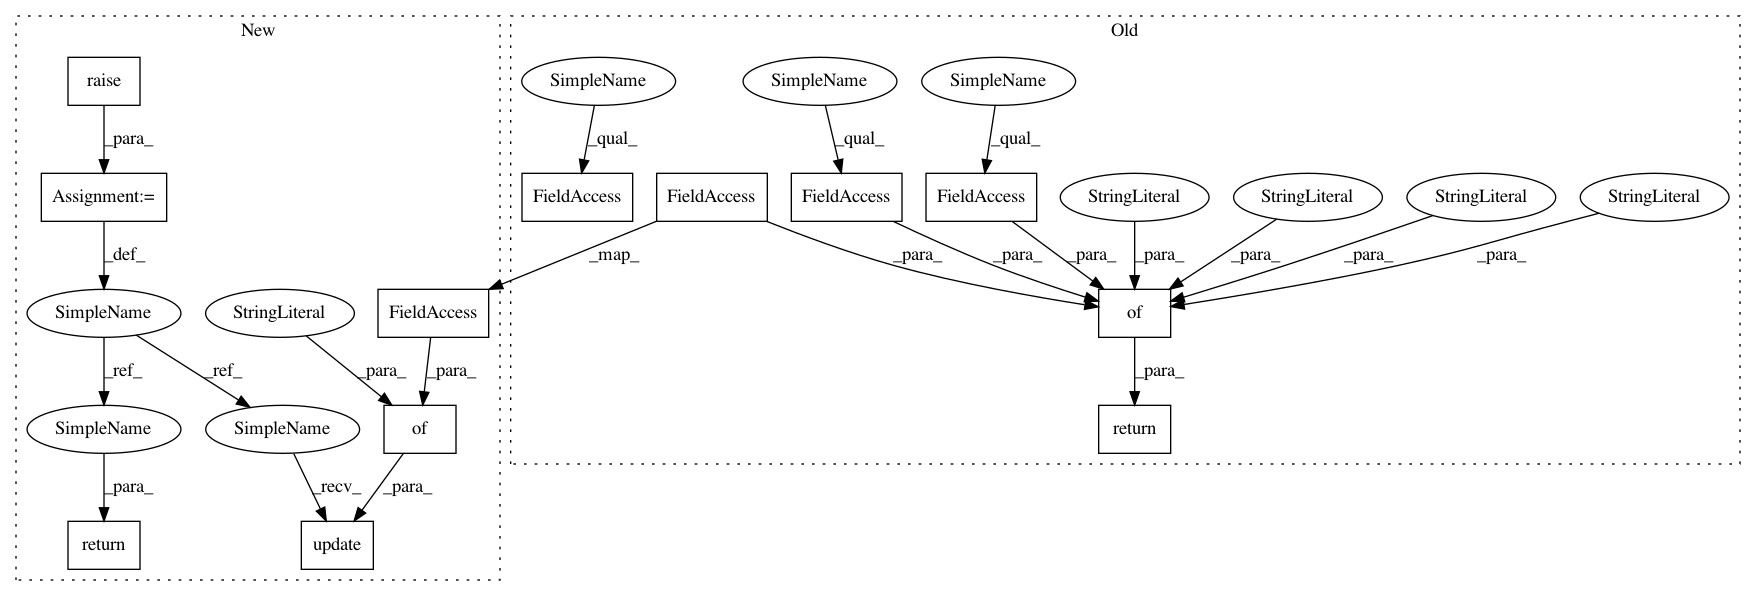 New
Old
raise
SimpleName
SimpleName
SimpleName
_para_
_qual_
_qual_
_qual_
Assignment:=
FieldAccess
FieldAccess
FieldAccess
FieldAccess
StringLiteral
StringLiteral
StringLiteral
StringLiteral
_def_
_map_
_para_
_para_
_para_
_para_
_para_
_para_
_para_
SimpleName
StringLiteral
FieldAccess
of
_ref_
_ref_
_para_
_para_
_para_
SimpleName
SimpleName
of
return
_para_
_recv_
_para_
return
update